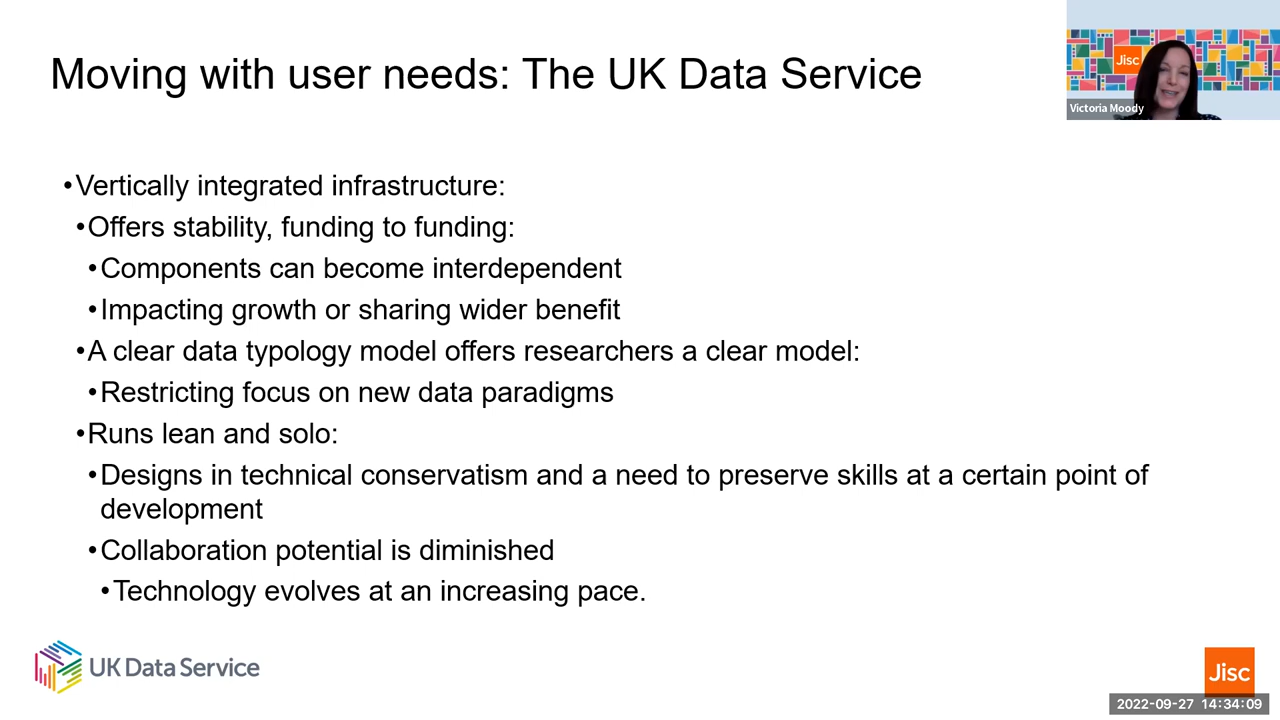 Moving with user needs: The UK Data Service
Jisc
Victoria Moody
•Vertically integrated infrastructure:
•Offers stability, funding to funding:
•Components can become interdependent
•Impacting growth or sharing wider benefit
•A clear data typology model offers researchers a clear model:
•Restricting focus on new data paradigms
•Runs lean and solo:
•Designs in technical conservatism and a need to preserve skills at a certain point of
development
•Collaboration potential is diminished
•Technology evolves at an increasing pace.
UK Data Service
Jisc
2022-09-27 14:34:09